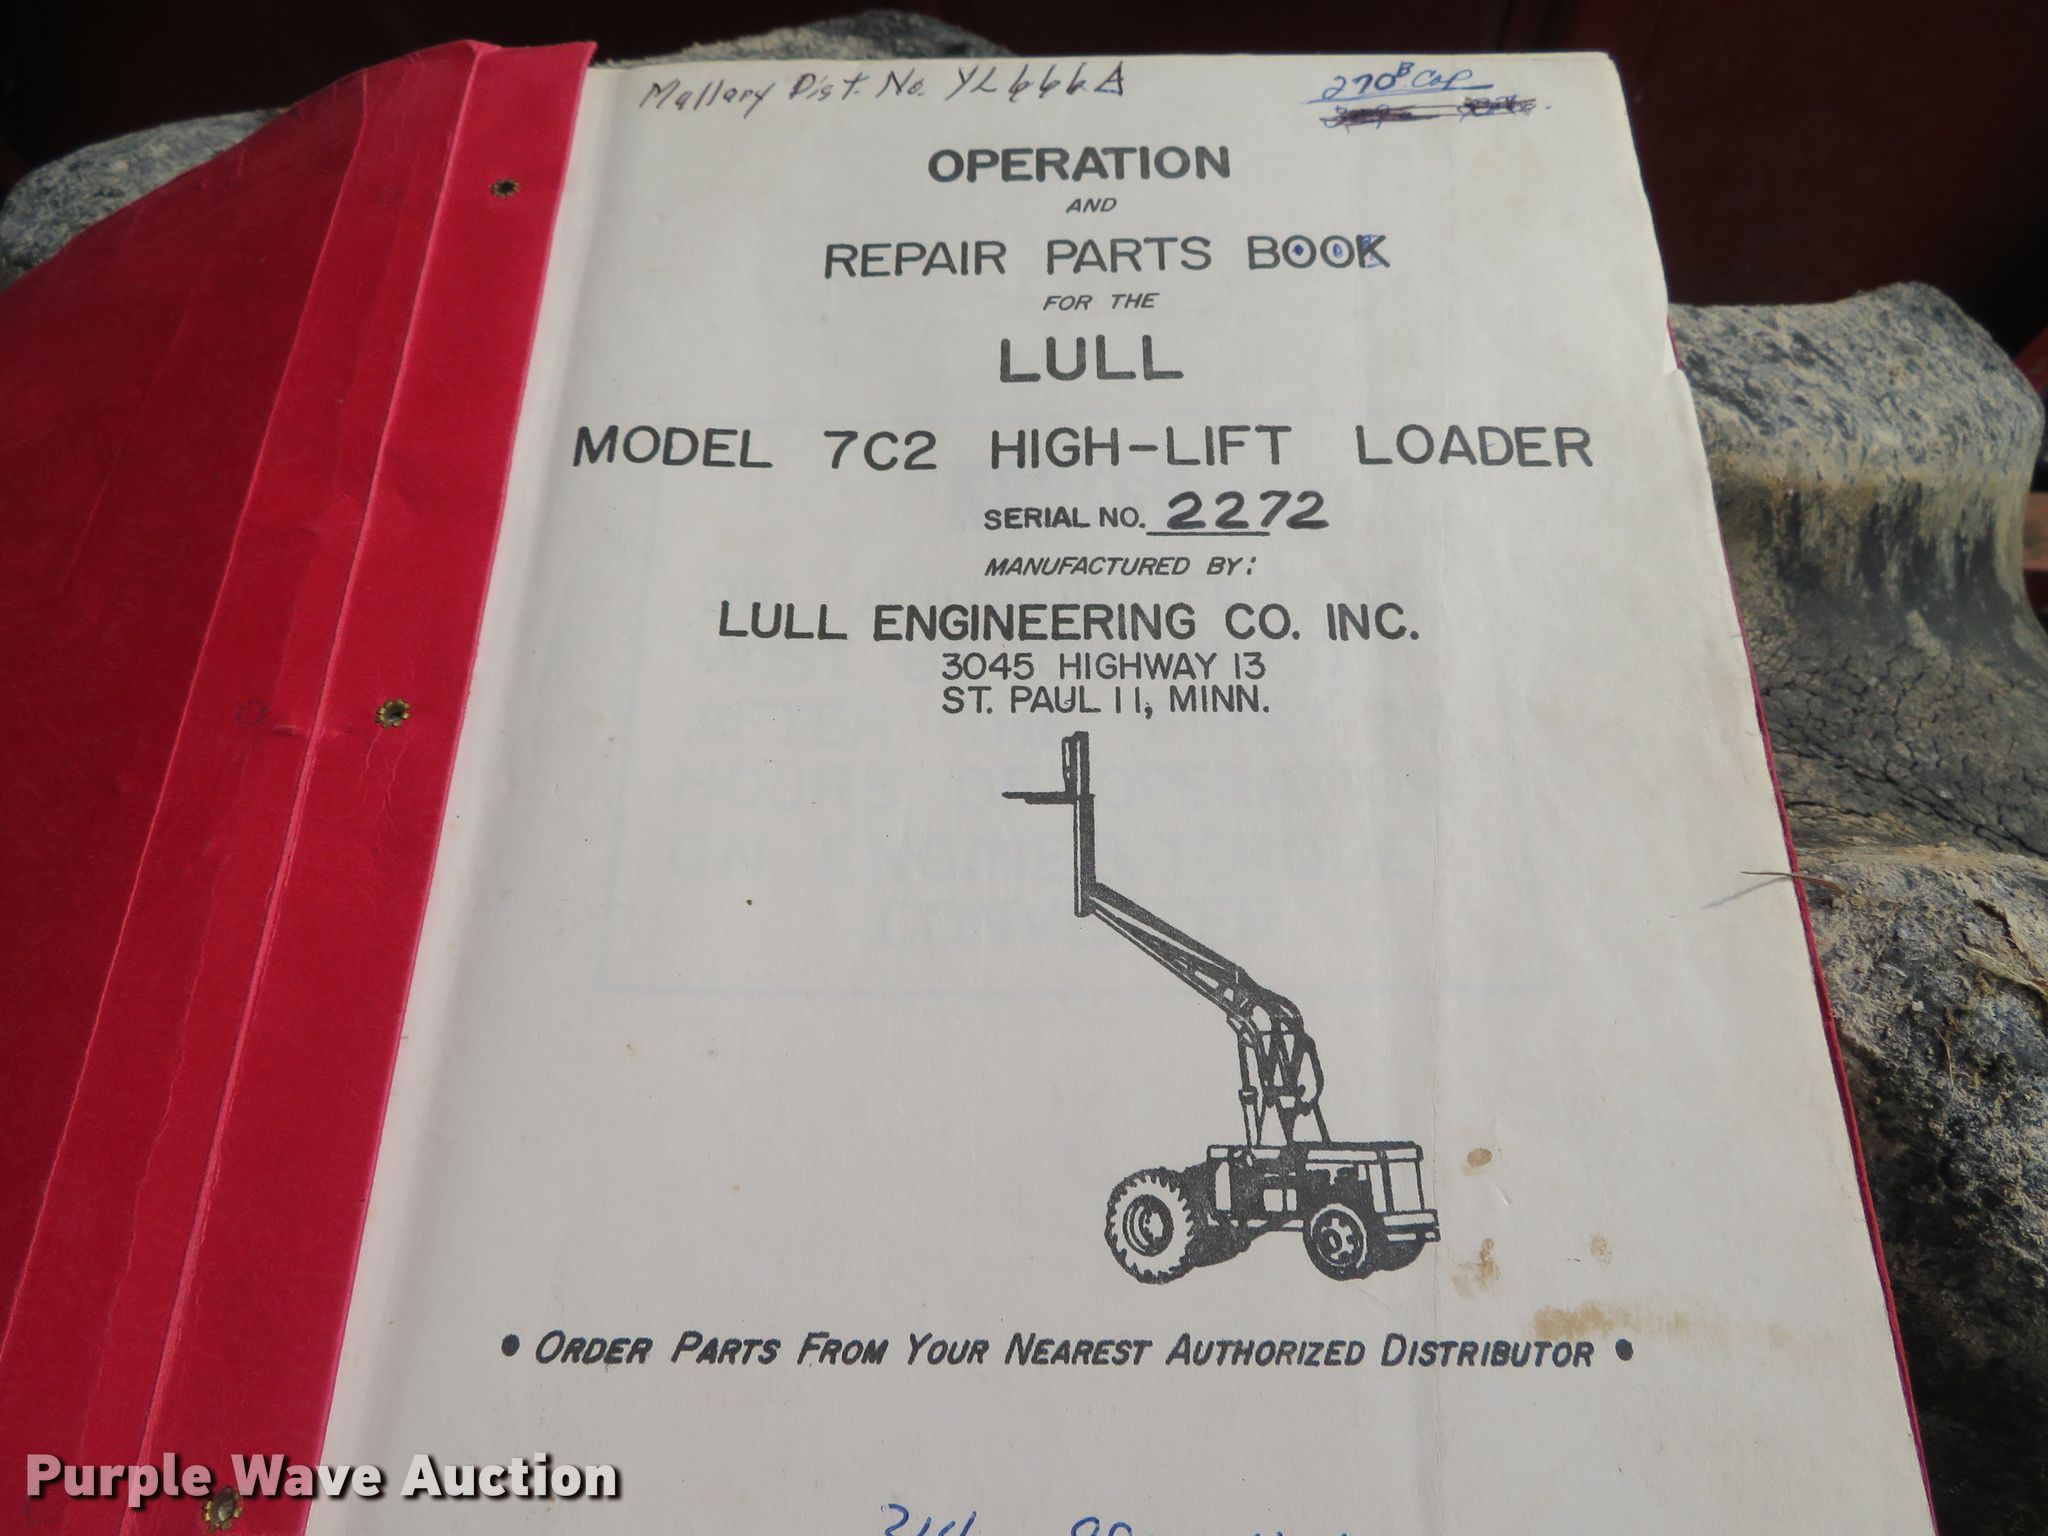 Mallary Dist. No. YL666A
270B Cap
OPERATION
AND
REPAIR PARTS BOOK
FOR THE
LULL
MODEL 7C2 HIGH-LIFT LOADER
SERIAL NO. 2272
MANUFACTURED BY:
LULL ENGINEERING CO. INC.
3045 HIGHWAY 13
ST. PAUL 11, MINN.
• ORDER PARTS FROM YOUR NEAREST AUTHORIZED DISTRIBUTOR •
Purple Wave Auction